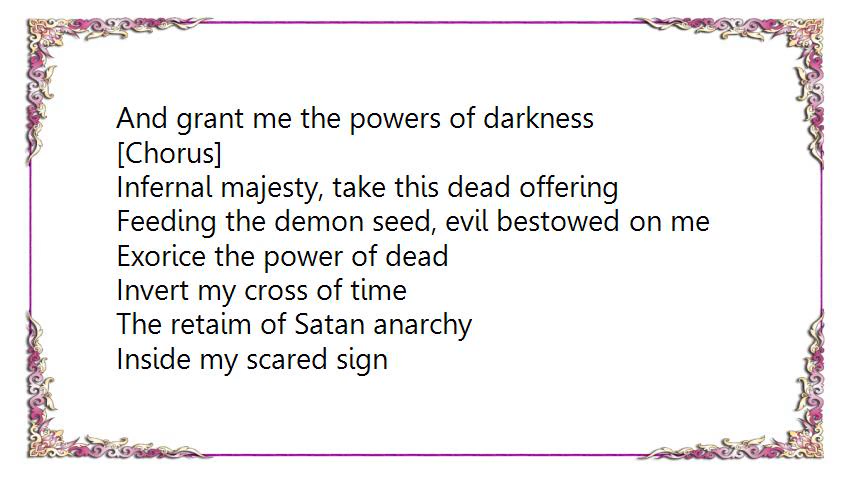 And grant me the powers of darkness
[Chorus]
Infernal majesty, take this dead offering
Feeding the demon seed, evil bestowed on me
Exorice the power of dead
Invert my cross of time
The retaim of Satan anarchy
Inside my scared sign